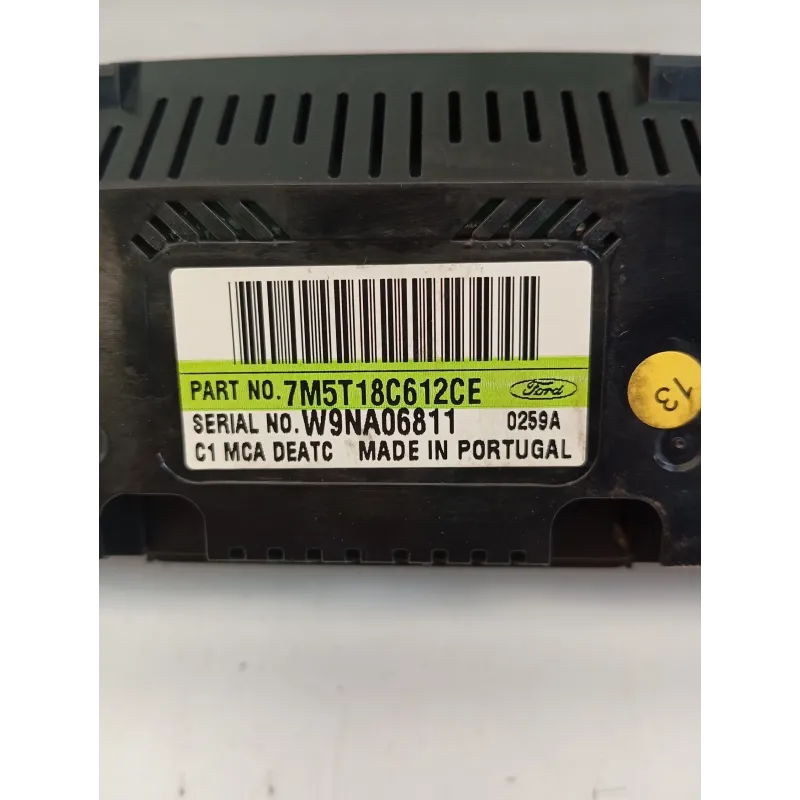 PART NO. 7M5T18C612CE Ford
SERIAL NO. W9NA06811 0259A
C1 MCA DEATC MADE IN PORTUGAL
13